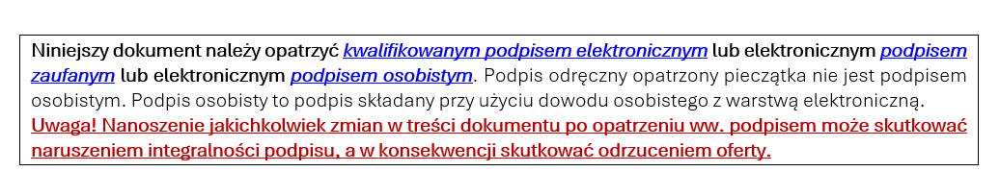 Niniejszy dokument należy opatrzyć kwalifikowanym podpisem elektronicznym lub elektronicznym podpisem
zaufanym lub elektronicznym podpisem osobistym. Podpis odręczny opatrzony pieczątka nie jest podpisem
osobistym. Podpis osobisty to podpis składany przy użyciu dowodu osobistego z warstwą elektroniczną.
Uwaga! Nanoszenie jakichkolwiek zmian w treści dokumentu po opatrzeniu ww. podpisem może skutkować
naruszeniem integralności podpisu, a w konsekwencji skutkować odrzuceniem oferty.